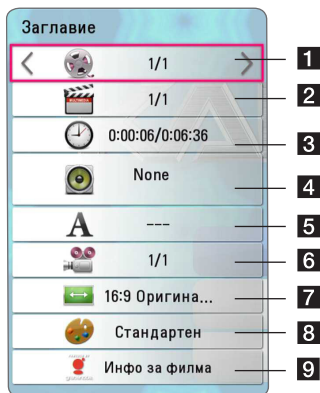 Заглавие
1/1
1
1/1
2
0:00:06/0:06:36
3
None
4
A ---
5
1/1
6
16:9 Оригина...
7
Стандартен
8
Инфо за филма
9